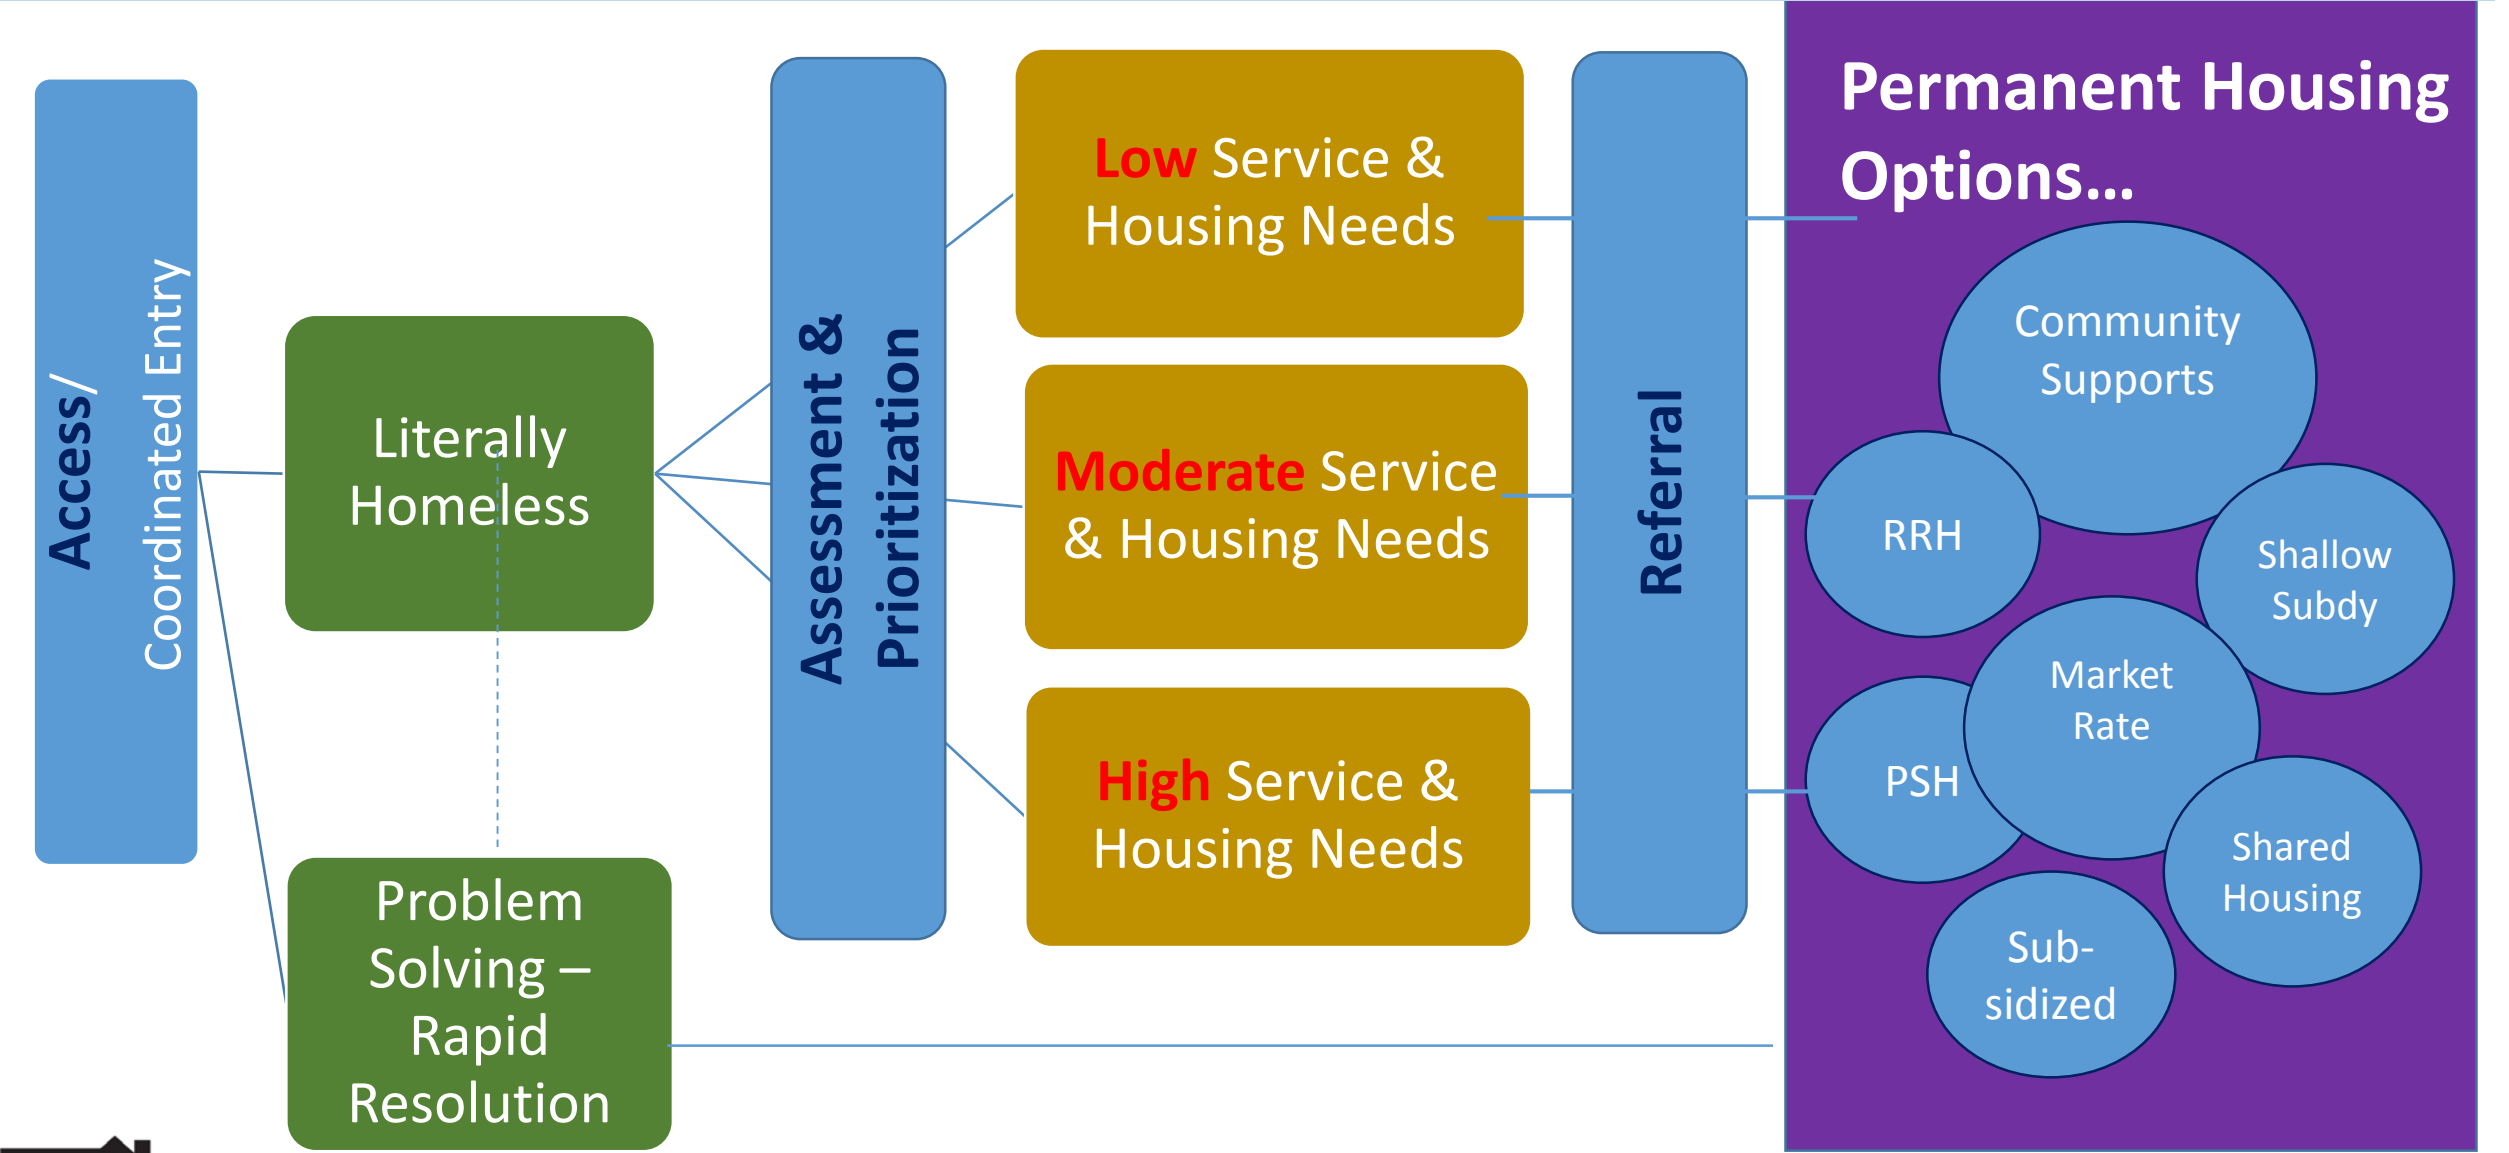 Access/
Coordinated Entry
Literally
Homeless
Problem
Solving —
Rapid
Resolution
Assessment &
Prioritization
Low Service &
Housing Needs
Moderate Service
& Housing Needs
High Service &
Housing Needs
Referral
Permanent Housing
Options...
Community
Supports
RRH
Shallow
Subdy
Market
Rate
PSH
Shared
Housing
Sub-
sidized